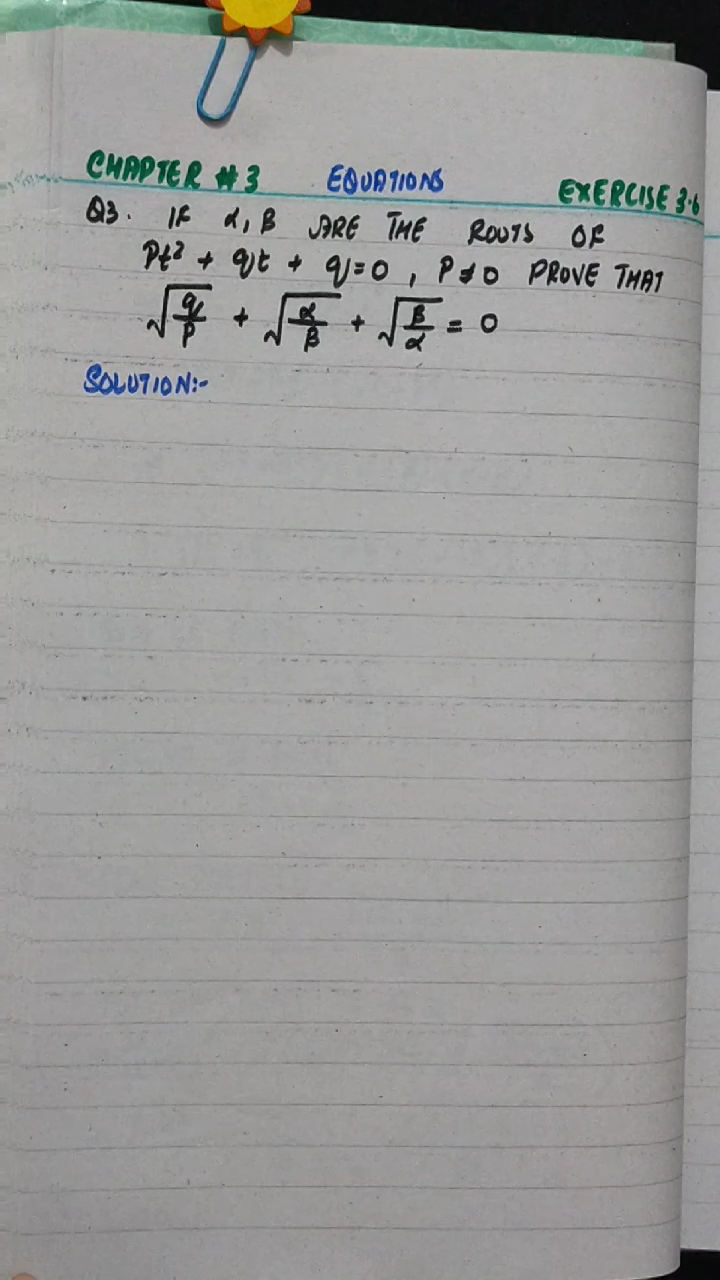 CHAPTER #3 EQUATIONS EXERCISE 3.6
Q3. IF α, β ARE THE ROOTS OF
Pt² + qt + q = 0, P ≠ 0 PROVE THAT
√(q/P) + √(α/β) + √(β/α) = 0
SOLUTION:-